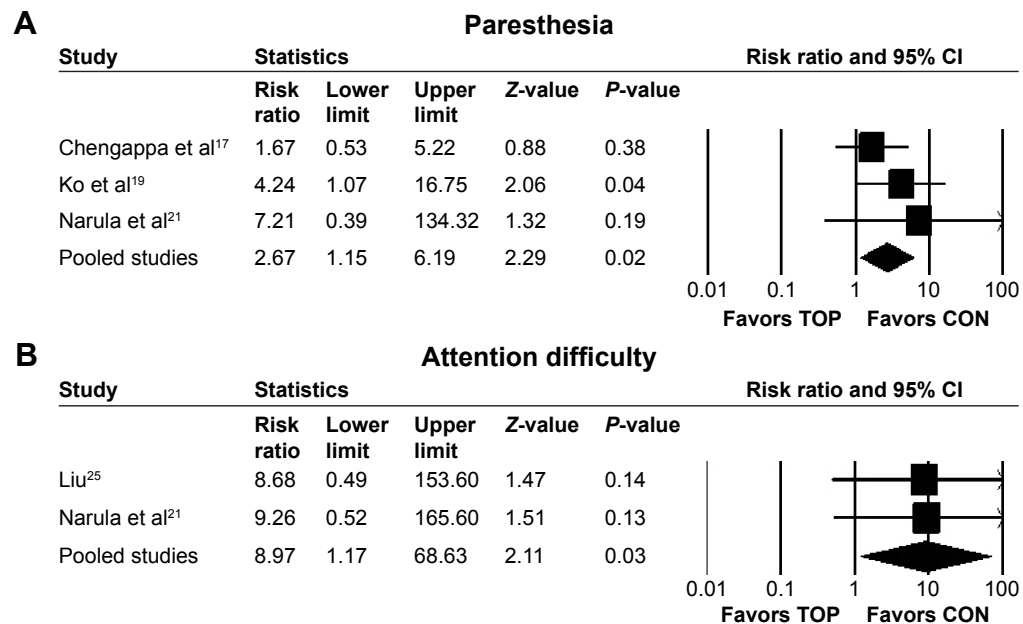 A
Paresthesia
Study Statistics Risk ratio and 95% CI
Risk ratio Lower limit Upper limit Z-value P-value
Chengappa et al¹⁷ 1.67 0.53 5.22 0.88 0.38
Ko et al¹⁹ 4.24 1.07 16.75 2.06 0.04
Narula et al²¹ 7.21 0.39 134.32 1.32 0.19
Pooled studies 2.67 1.15 6.19 2.29 0.02
0.01 0.1 1 10 100
Favors TOP Favors CON
B
Attention difficulty
Study Statistics Risk ratio and 95% CI
Risk ratio Lower limit Upper limit Z-value P-value
Liu²⁵ 8.68 0.49 153.60 1.47 0.14
Narula et al²¹ 9.26 0.52 165.60 1.51 0.13
Pooled studies 8.97 1.17 68.63 2.11 0.03
0.01 0.1 1 10 100
Favors TOP Favors CON